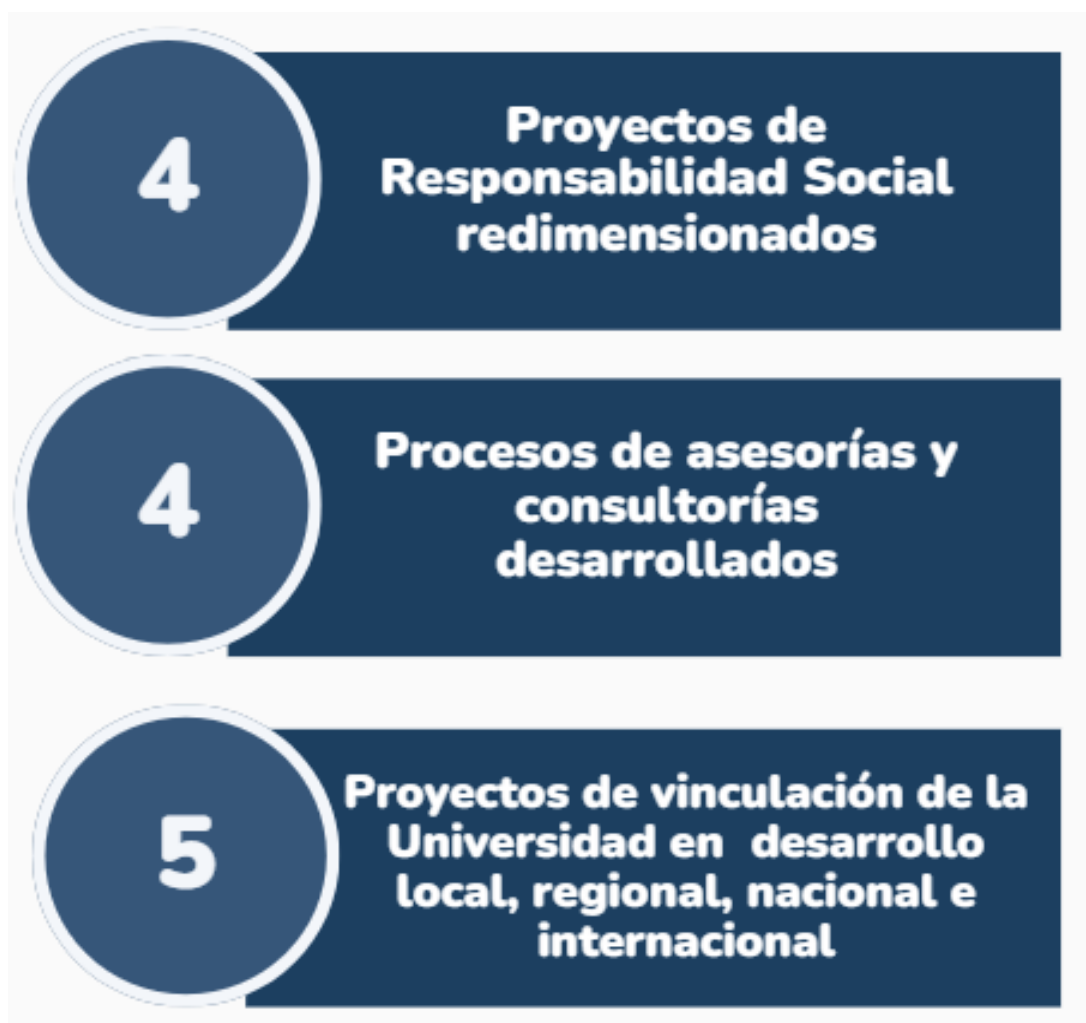 4
Proyectos de
Responsabilidad Social
redimensionados
4
Procesos de asesorías y
consultorías
desarrollados
5
Proyectos de vinculación de la
Universidad en  desarrollo
local, regional, nacional e
internacional